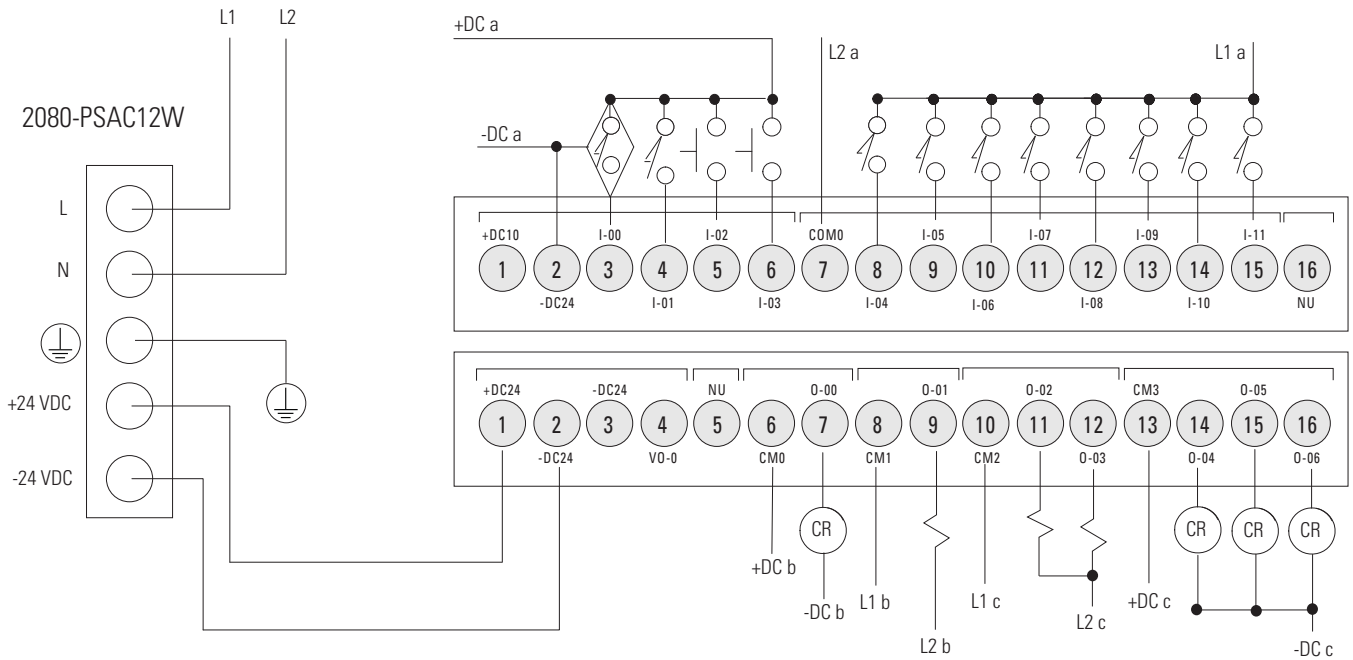 L1 L2
+DC a
L2 a
L1 a
2080-PSAC12W
-DC a
L
N
+24 VDC
-24 VDC
+DC10 I-00 I-02 COM0 I-05 I-07 I-09 I-11
1 2 3 4 5 6 7 8 9 10 11 12 13 14 15 16
-DC24 I-01 I-03 I-04 I-06 I-08 I-10 NU
+DC24 -DC24 NU O-00 O-01 O-02 CM3 O-05
1 2 3 4 5 6 7 8 9 10 11 12 13 14 15 16
-DC24 VO-0 CM0 CM1 CM2 O-03 O-04 O-06
CR CR CR CR
+DC b
-DC b
L1 b
L2 b
L1 c
L2 c
+DC c
-DC c